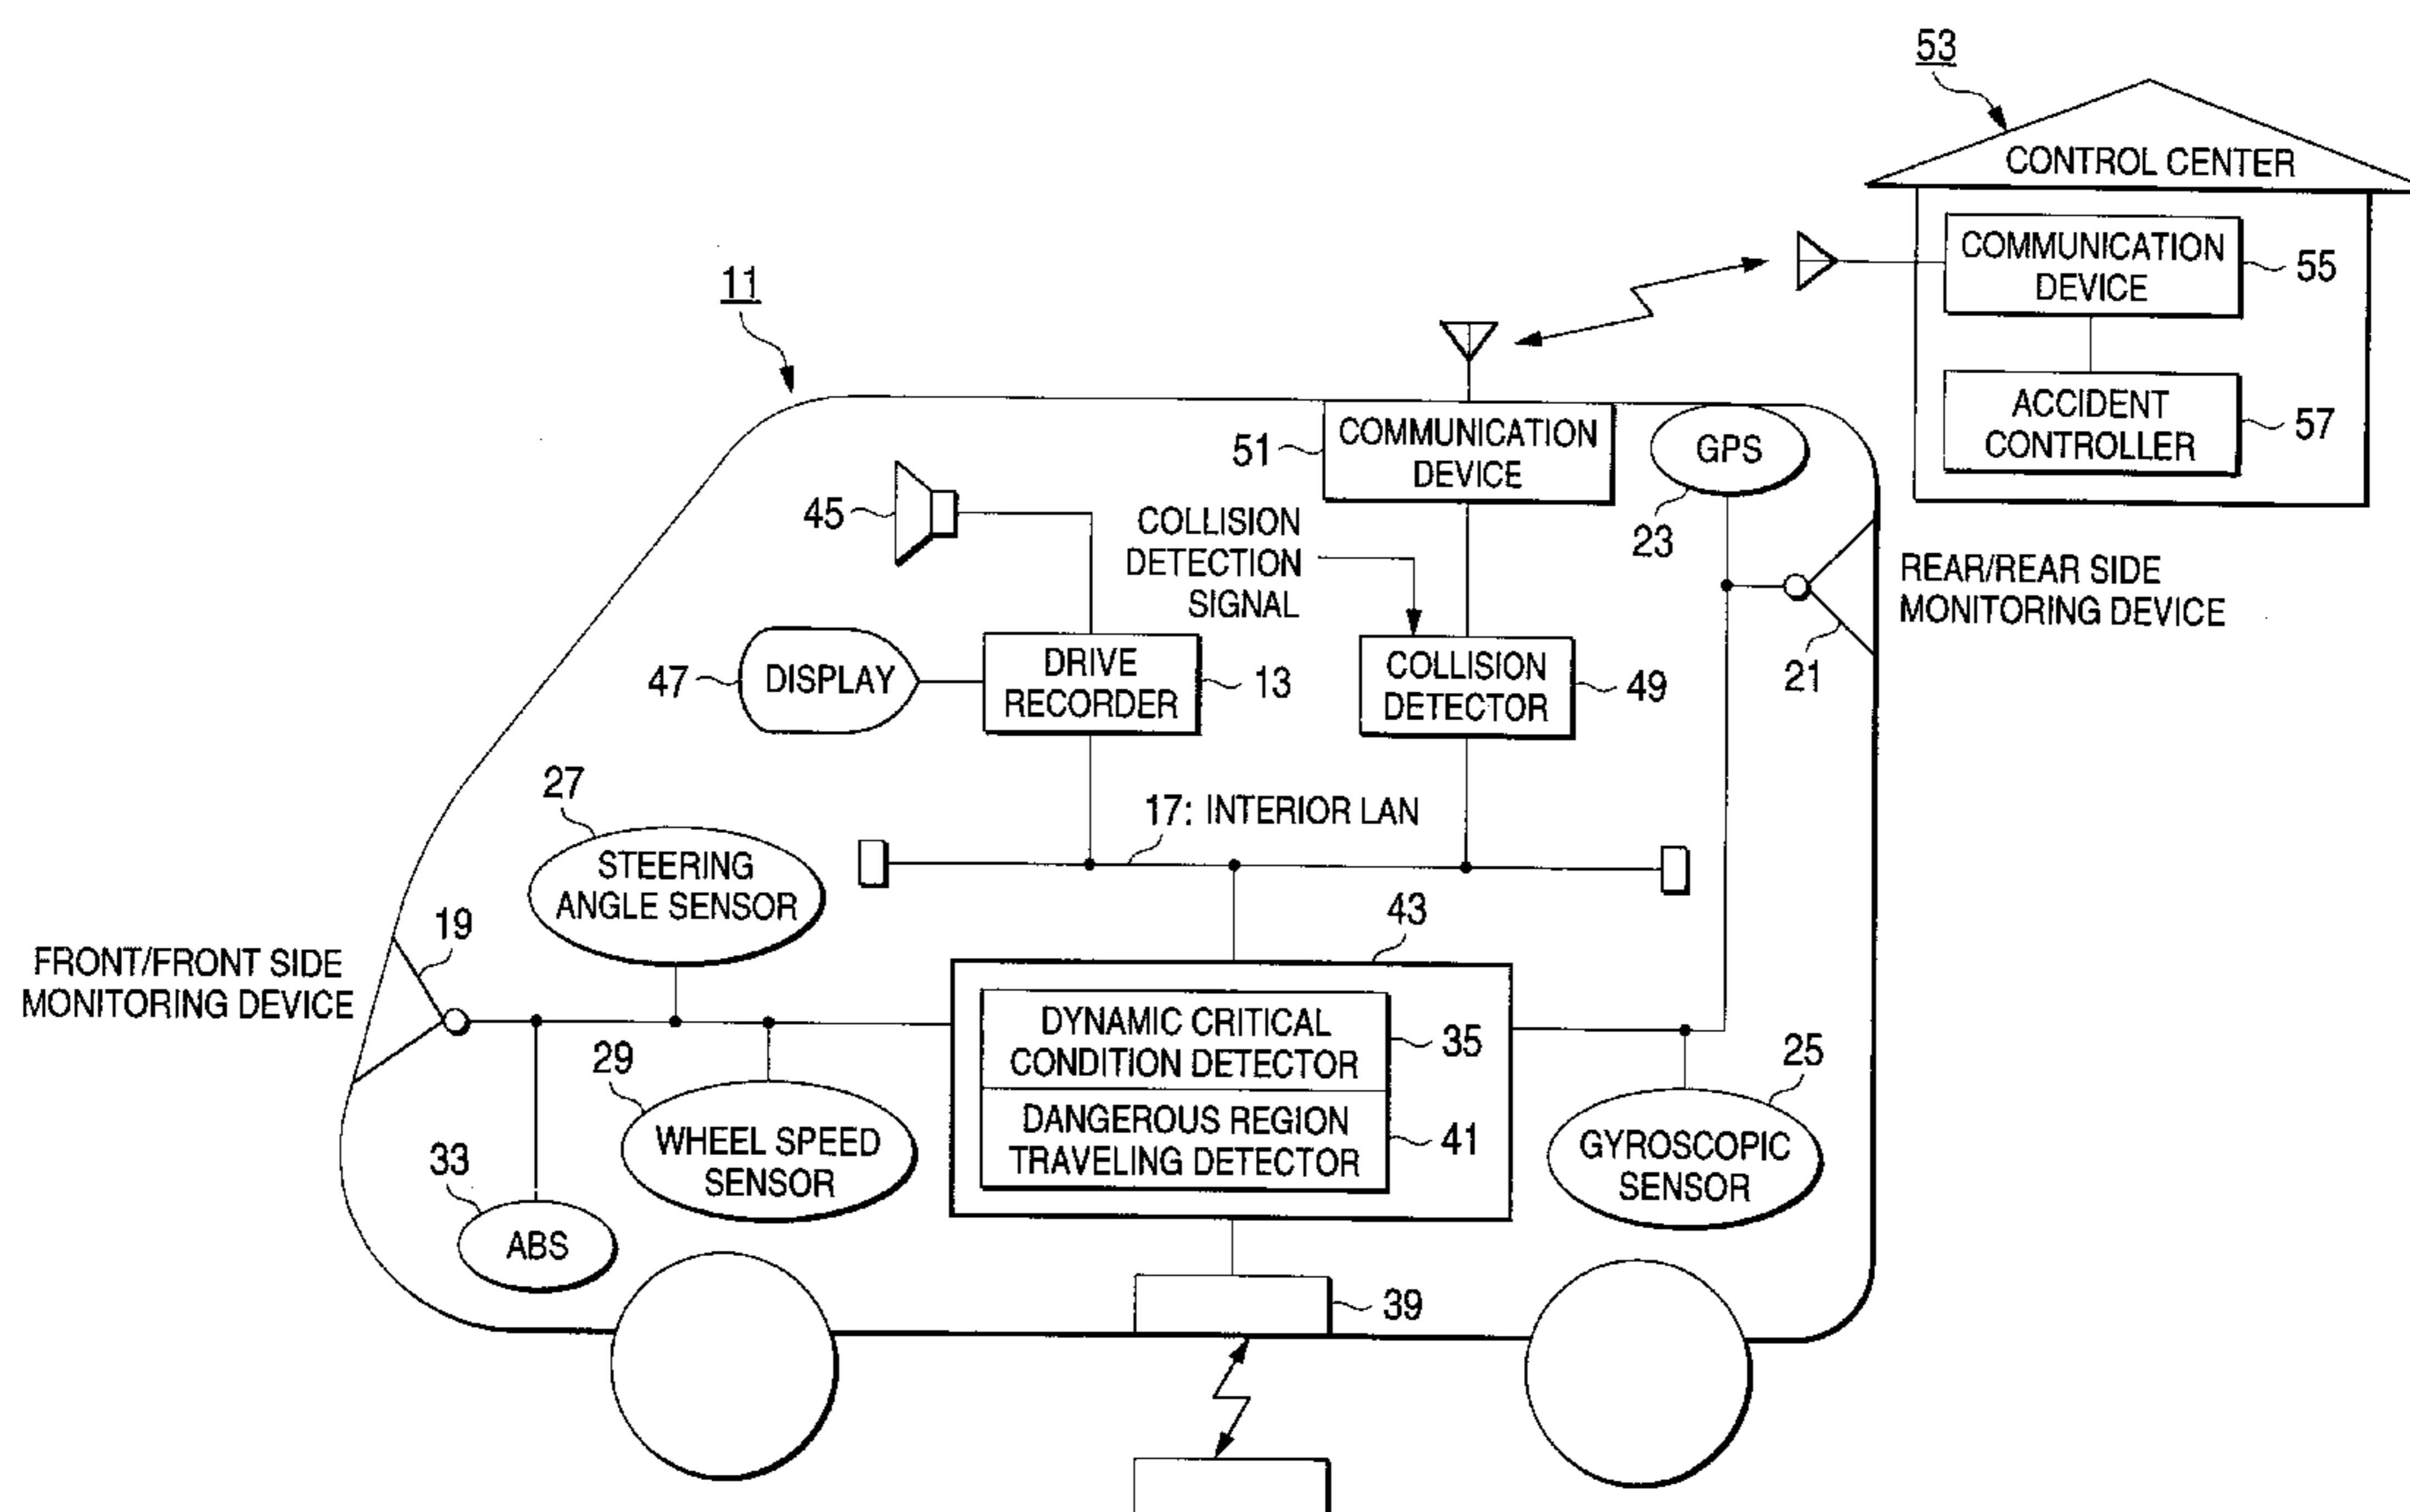 53
CONTROL CENTER
COMMUNICATION
DEVICE
55
ACCIDENT
CONTROLLER
57
11
51
COMMUNICATION
DEVICE
GPS
23
45
COLLISION
DETECTION
SIGNAL
REAR/REAR SIDE
MONITORING DEVICE
21
47
DISPLAY
DRIVE
RECORDER
13
COLLISION
DETECTOR
49
27
STEERING
ANGLE SENSOR
17: INTERIOR LAN
19
FRONT/FRONT SIDE
MONITORING DEVICE
43
DYNAMIC CRITICAL
CONDITION DETECTOR
35
DANGEROUS REGION
TRAVELING DETECTOR
41
29
WHEEL SPEED
SENSOR
25
GYROSCOPIC
SENSOR
33
ABS
39